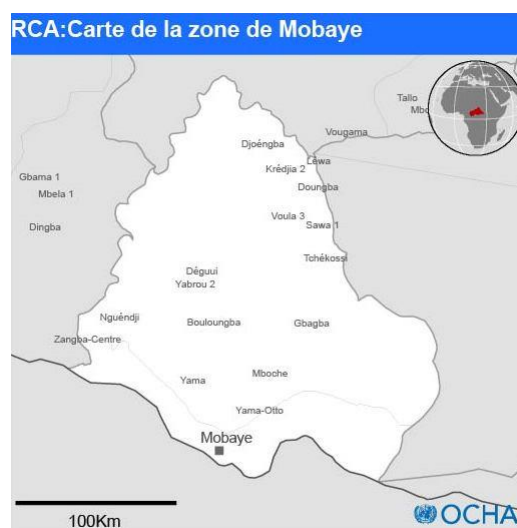 RCA:Carte de la zone de Mobaye
Tallo
Vougama
Djoéngba
Léwa
Krédjia 2
Gbama 1
Doungba
Mbela 1
Voula 3
Sawa 1
Dingba
Tchékossi
Déguui
Yabrou 2
Nguéndji
Bouloungba
Gbagba
Zangba-Centre
Mboche
Yama
Yama-Otto
Mobaye
100Km
OCHA